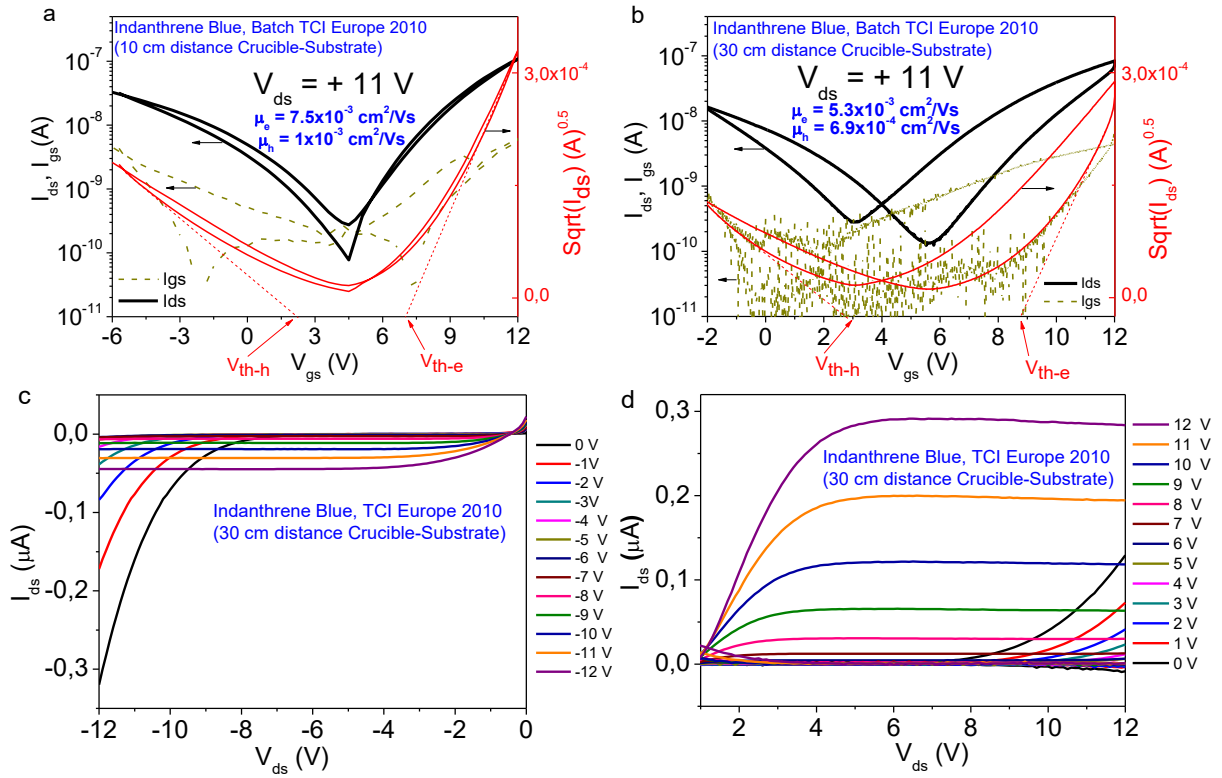 a
Indanthrene Blue, Batch TCI Europe 2010
(10 cm distance Crucible-Substrate)
V_ds = + 11 V
μ_e = 7.5x10^-3 cm^2/Vs
μ_h = 1x10^-3 cm^2/Vs
10^-7
10^-8
10^-9
10^-10
10^-11
I_ds, I_gs (A)
3,0x10^-4
0,0
Sqrt(I_ds) (A)^0.5
Igs
Ids
-6 -3 0 3 6 9 12
V_gs (V)
V_th-h
V_th-e
b
Indanthrene Blue, Batch TCI Europe 2010
(30 cm distance Crucible-Substrate)
V_ds = + 11 V
μ_e = 5.3x10^-3 cm^2/Vs
μ_h = 6.9x10^-4 cm^2/Vs
10^-7
10^-8
10^-9
10^-10
10^-11
I_ds, I_gs (A)
3,0x10^-4
0,0
Sqrt(I_ds) (A)^0.5
Ids
Igs
-2 0 2 4 6 8 10 12
V_gs (V)
V_th-h
V_th-e
c
0,0
-0,1
-0,2
-0,3
I_ds (μA)
Indanthrene Blue, TCI Europe 2010
(30 cm distance Crucible-Substrate)
0 V
-1V
-2 V
-3V
-4 V
-5 V
-6 V
-7 V
-8 V
-9 V
-10 V
-11 V
-12 V
-12 -10 -8 -6 -4 -2 0
V_ds (V)
d
0,3
0,2
0,1
0,0
I_ds (μA)
Indanthrene Blue, TCI Europe 2010
(30 cm distance Crucible-Substrate)
12 V
11 V
10 V
9 V
8 V
7 V
6 V
5 V
4 V
3 V
2 V
1 V
0 V
2 4 6 8 10 12
V_ds (V)